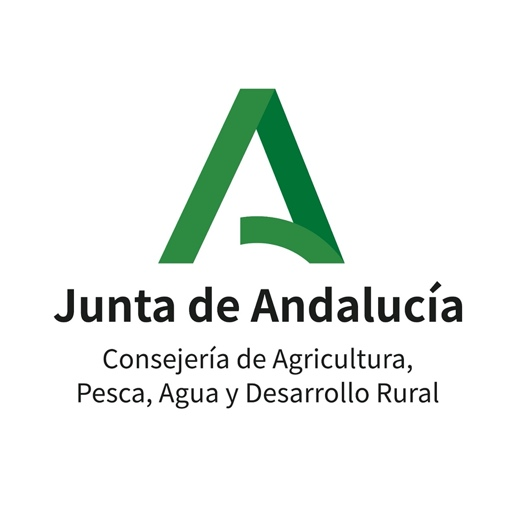 Junta de Andalucía
Consejería de Agricultura,
Pesca, Agua y Desarrollo Rural